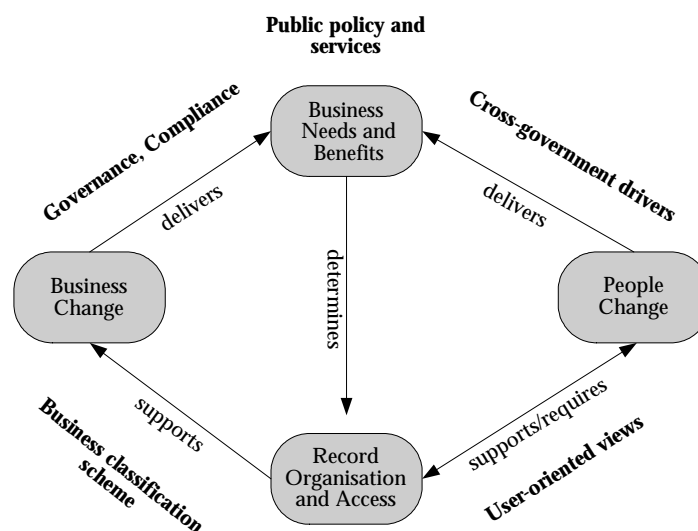 Public policy and
services
Business
Needs and
Benefits
Governance, Compliance
Cross-government drivers
delivers
delivers
determines
Business
Change
People
Change
supports
supports/requires
Business classification
scheme
User-oriented views
Record
Organisation
and Access